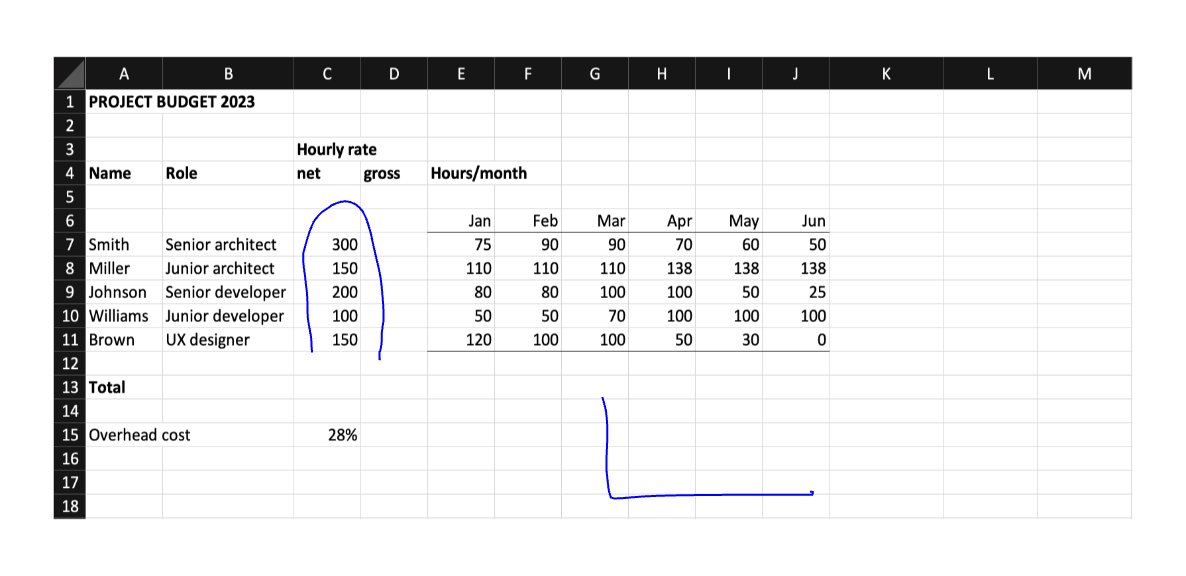 A B C D E F G H I J K L M
1 PROJECT BUDGET 2023
2
3 Hourly rate
4 Name Role net gross Hours/month
5
6 Jan Feb Mar Apr May Jun
7 Smith Senior architect 300 75 90 90 70 60 50
8 Miller Junior architect 150 110 110 110 138 138 138
9 Johnson Senior developer 200 80 80 100 100 50 25
10 Williams Junior developer 100 50 50 70 100 100 100
11 Brown UX designer 150 120 100 100 50 30 0
12
13 Total
14
15 Overhead cost 28%
16
17
18